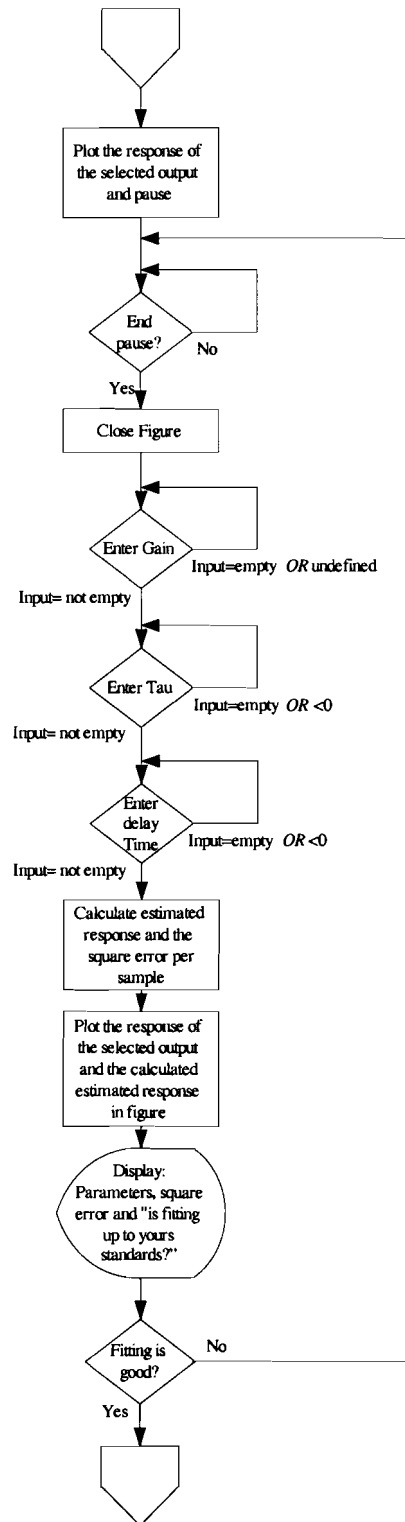 Plot the response of
the selected output
and pause
End
pause?
No
Yes
Close Figure
Enter Gain
Input=empty OR undefined
Input= not empty
Enter Tau
Input=empty OR <0
Input= not empty
Enter
delay
Time
Input=empty OR <0
Input= not empty
Calculate estimated
response and the
square error per
sample
Plot the response of
the selected output
and the calculated
estimated response
in figure
Display:
Parameters, square
error and "is fitting
up to yours
standards?"
Fitting is
good?
No
Yes